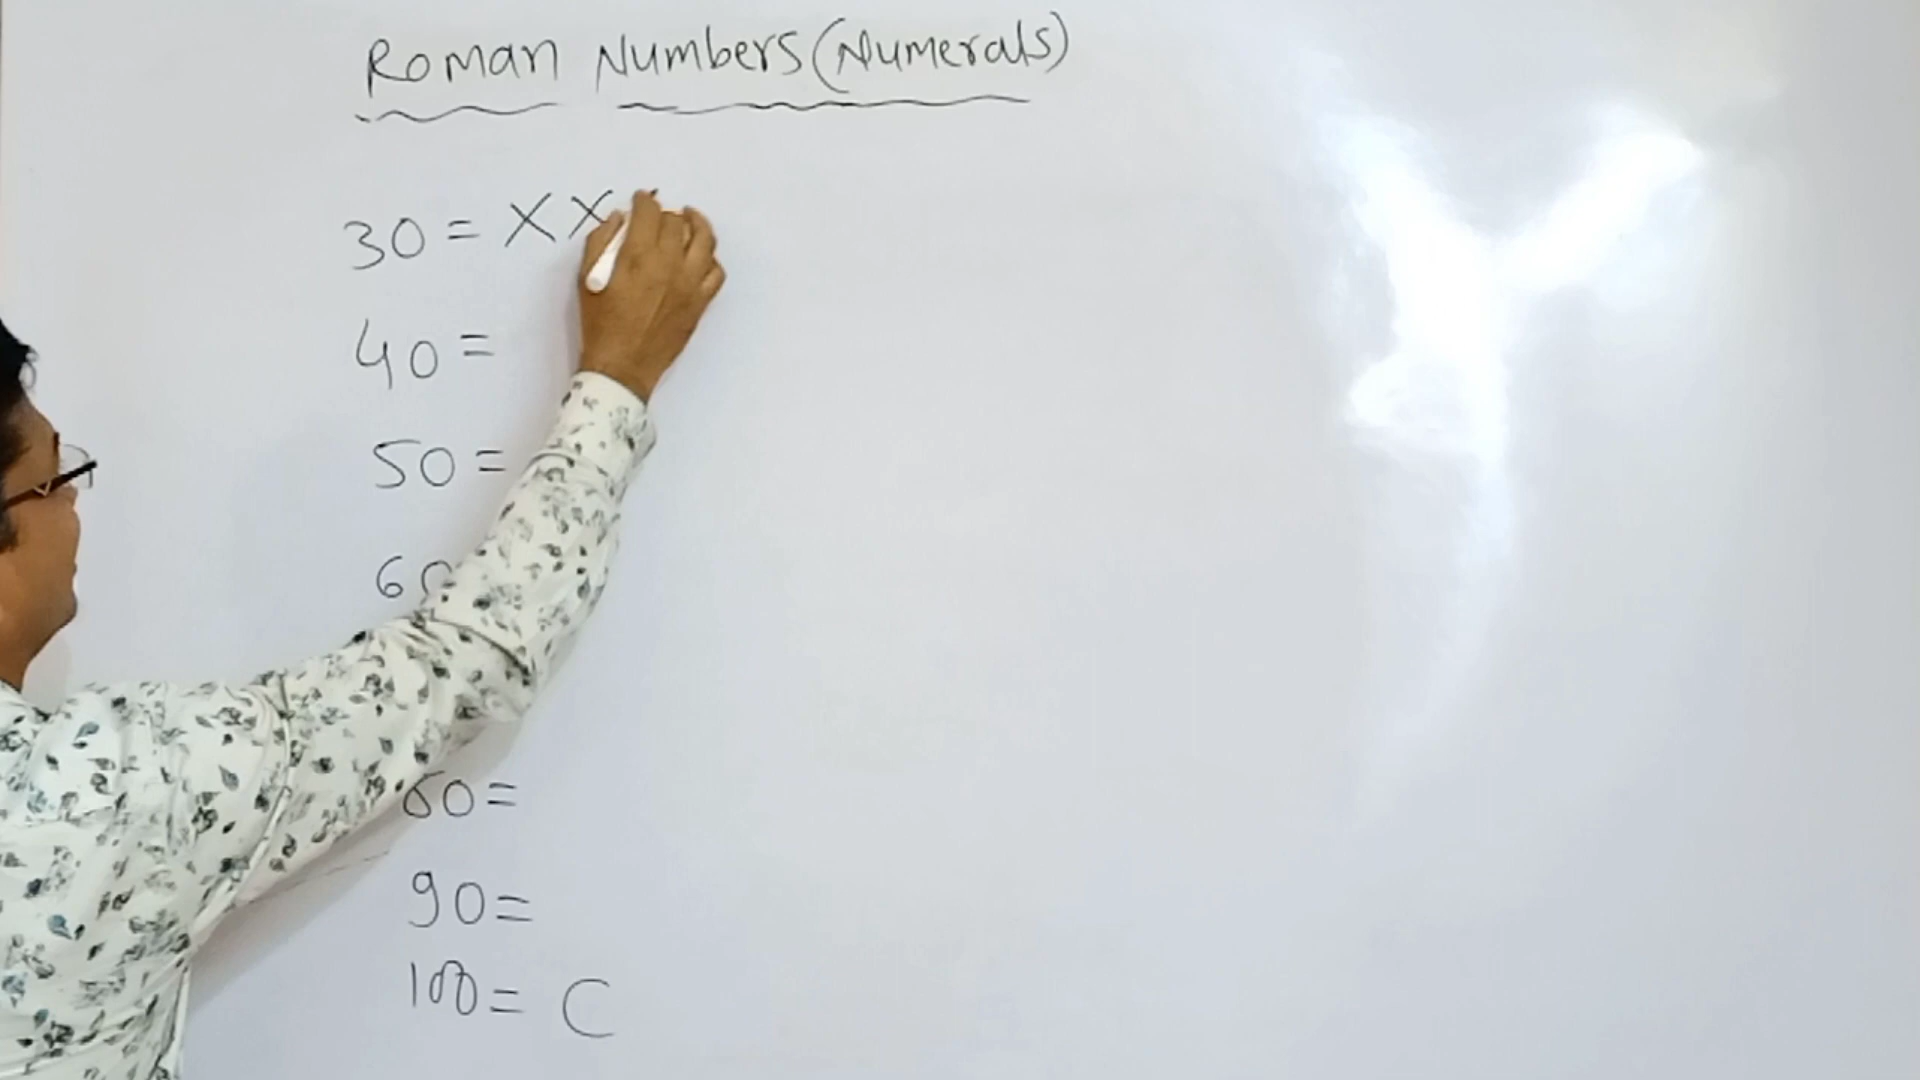 Roman Numbers (Numerals)
30 = XX
40 =
50 =
60
80 =
90 =
100 = C